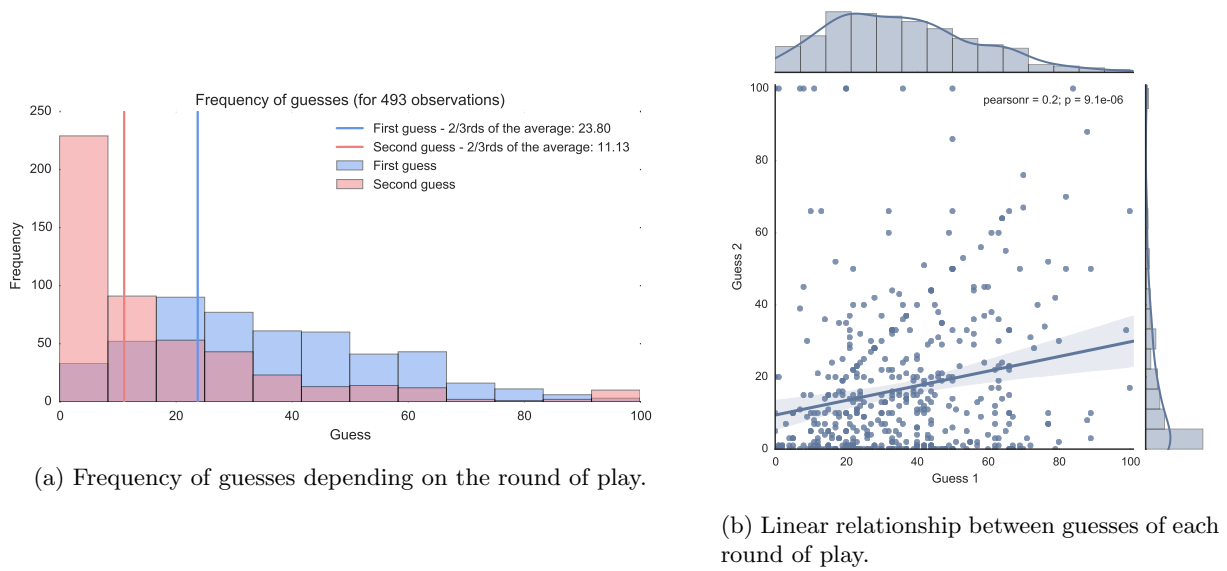 Frequency of guesses (for 493 observations)
First guess - 2/3rds of the average: 23.80
Second guess - 2/3rds of the average: 11.13
First guess
Second guess
250
200
150
100
50
0
Frequency
0 20 40 60 80 100
Guess
(a) Frequency of guesses depending on the round of play.
pearsonr = 0.2; p = 9.1e-06
100
80
60
40
20
0
Guess 2
0 20 40 60 80 100
Guess 1
(b) Linear relationship between guesses of each
round of play.